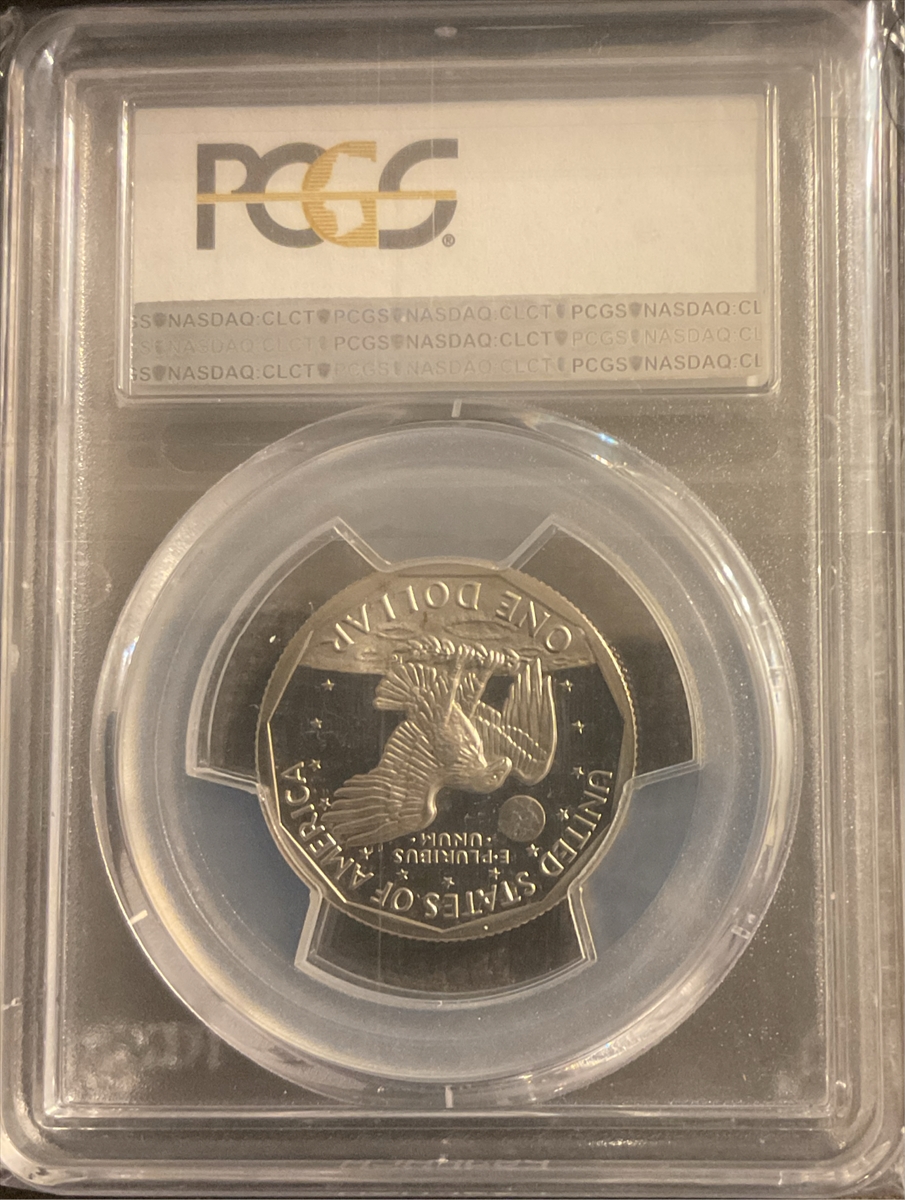 PCGS®
GS NASDAQ:CLCT PCGS NASDAQ:CLCT PCGS NASDAQ:CL
GS NASDAQ:CLCT PCGS NASDAQ:CLCT PCGS NASDAQ:CL
GS NASDAQ:CLCT PCGS NASDAQ:CLCT PCGS NASDAQ:CL
UNITED STATES OF AMERICA
E·PLURIBUS
·UNUM·
ONE DOLLAR